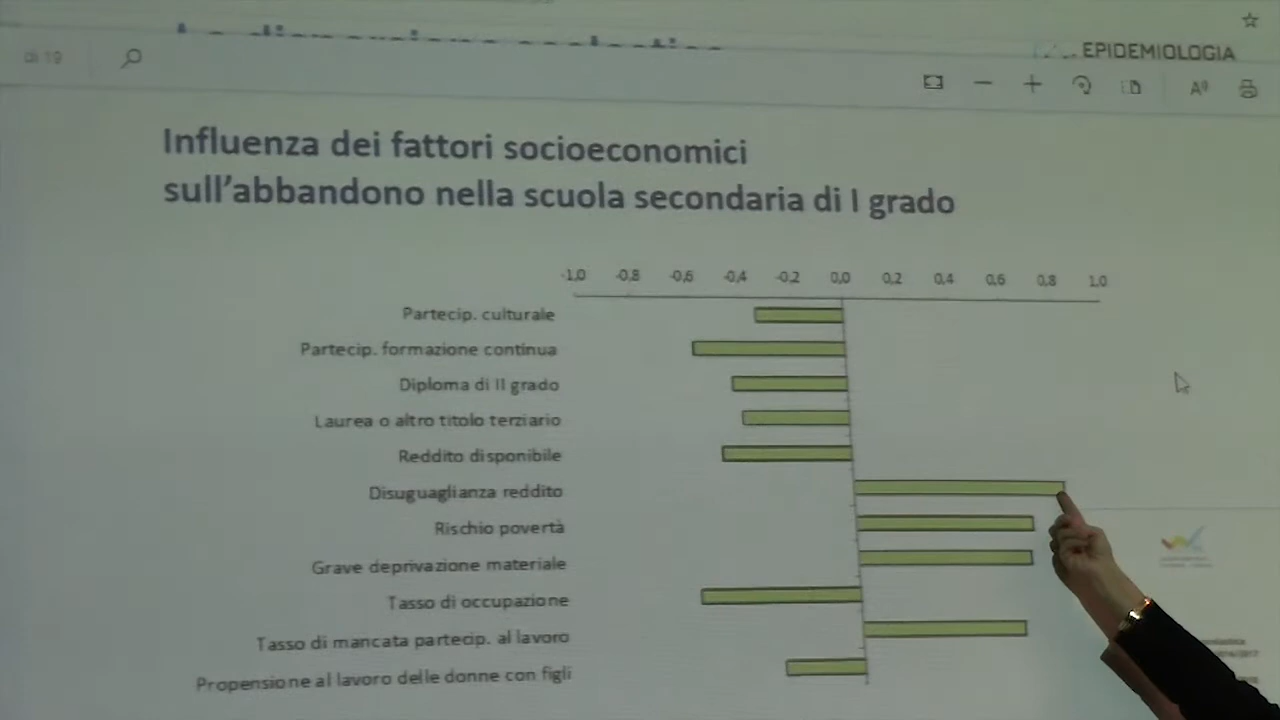 di 19
EPIDEMIOLOGIA
Influenza dei fattori socioeconomici
sull'abbandono nella scuola secondaria di I grado
-1,0 -0,8 -0,6 -0,4 -0,2 0,0 0,2 0,4 0,6 0,8 1,0
Partecip. culturale
Partecip. formazione continua
Diploma di II grado
Laurea o altro titolo terziario
Reddito disponibile
Disuguaglianza reddito
Rischio povertà
Grave deprivazione materiale
Tasso di occupazione
Tasso di mancata partecip. al lavoro
Propensione al lavoro delle donne con figli